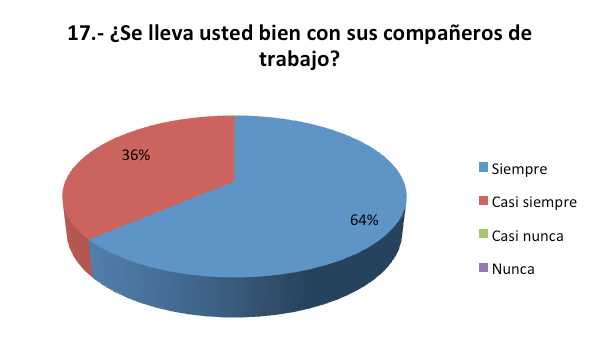 17.- ¿Se lleva usted bien con sus compañeros de
trabajo?
36%
64%
Siempre
Casi siempre
Casi nunca
Nunca